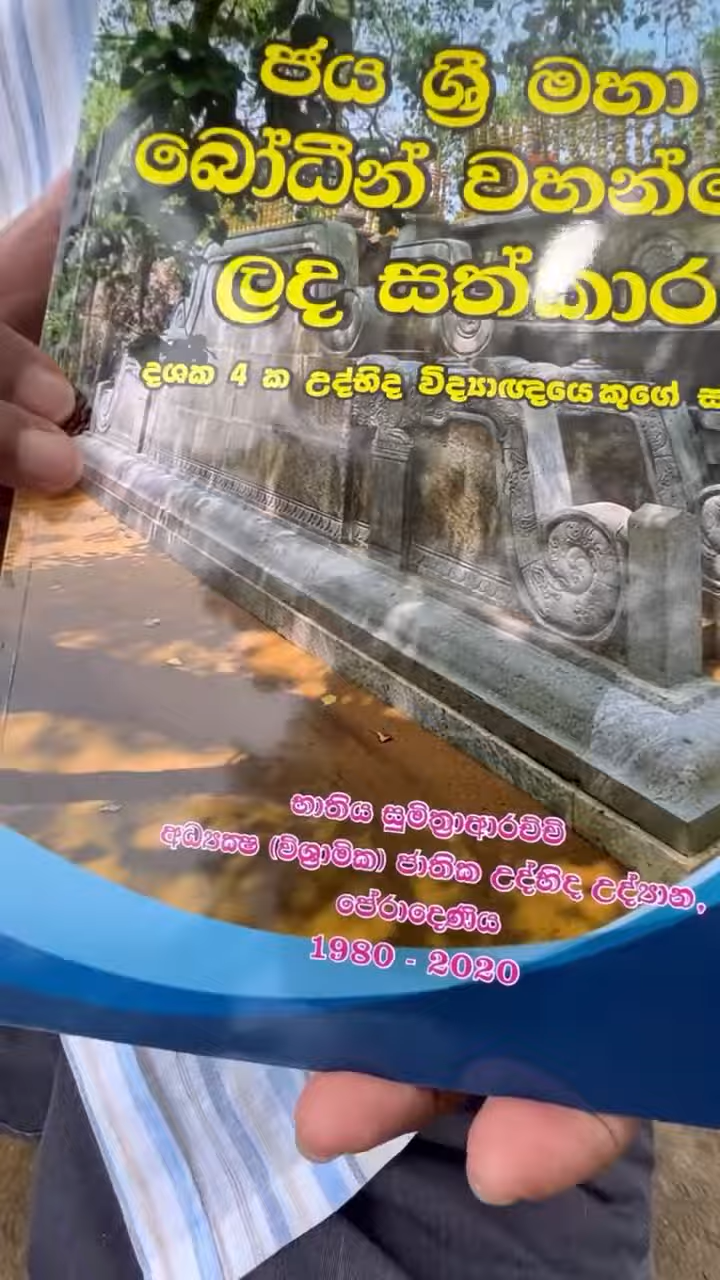 ජය ශ්‍රී මහා
බෝධීන් වහන්
ලද සත්කාර
දශක 4 ක උද්භිද විද්‍යාඥයෙකුගේ ස
භාතිය සුමිත්‍රාආරච්චි
අධ්‍යක්ෂ (විශ්‍රාමික) ජාතික උද්භිද උද්‍යාන,
පේරාදෙණිය
1980 - 2020